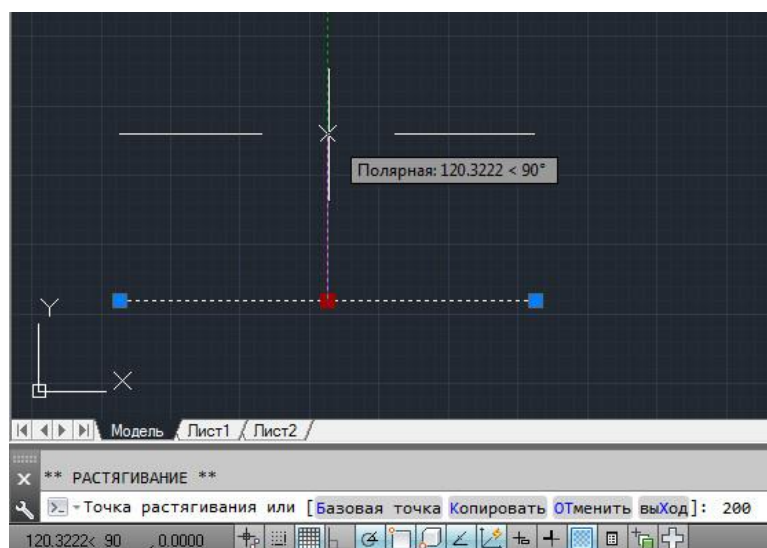 Полярная: 120.3222 < 90°
Y
X
Модель Лист1 Лист2
** РАСТЯГИВАНИЕ **
Точка растягивания или [Базовая точка Копировать ОТменить выХод]: 200
120.3222< 90 , 0.0000